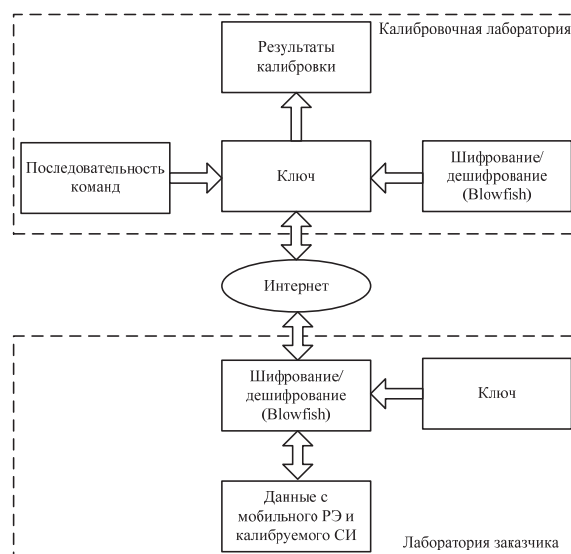 Калибровочная лаборатория
Результаты
калибровки
Последовательность
команд
Ключ
Шифрование/
дешифрование
(Blowfish)
Интернет
Шифрование/
дешифрование
(Blowfish)
Ключ
Данные с
мобильного РЭ и
калибруемого СИ
Лаборатория заказчика